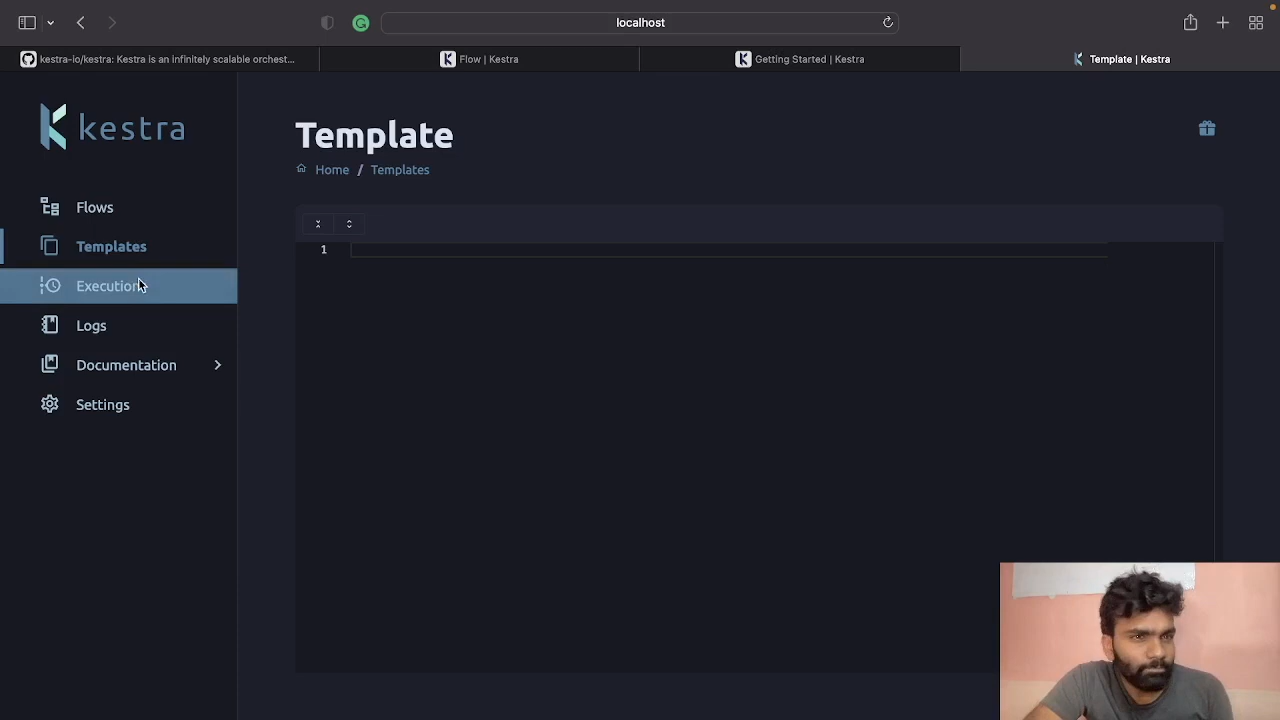 localhost
kestra-io/kestra: Kestra is an infinitely scalable orchest...
Flow | Kestra
Getting Started | Kestra
Template | Kestra
kestra
Template
Home / Templates
Flows
Templates
Execution
Logs
Documentation
Settings
1